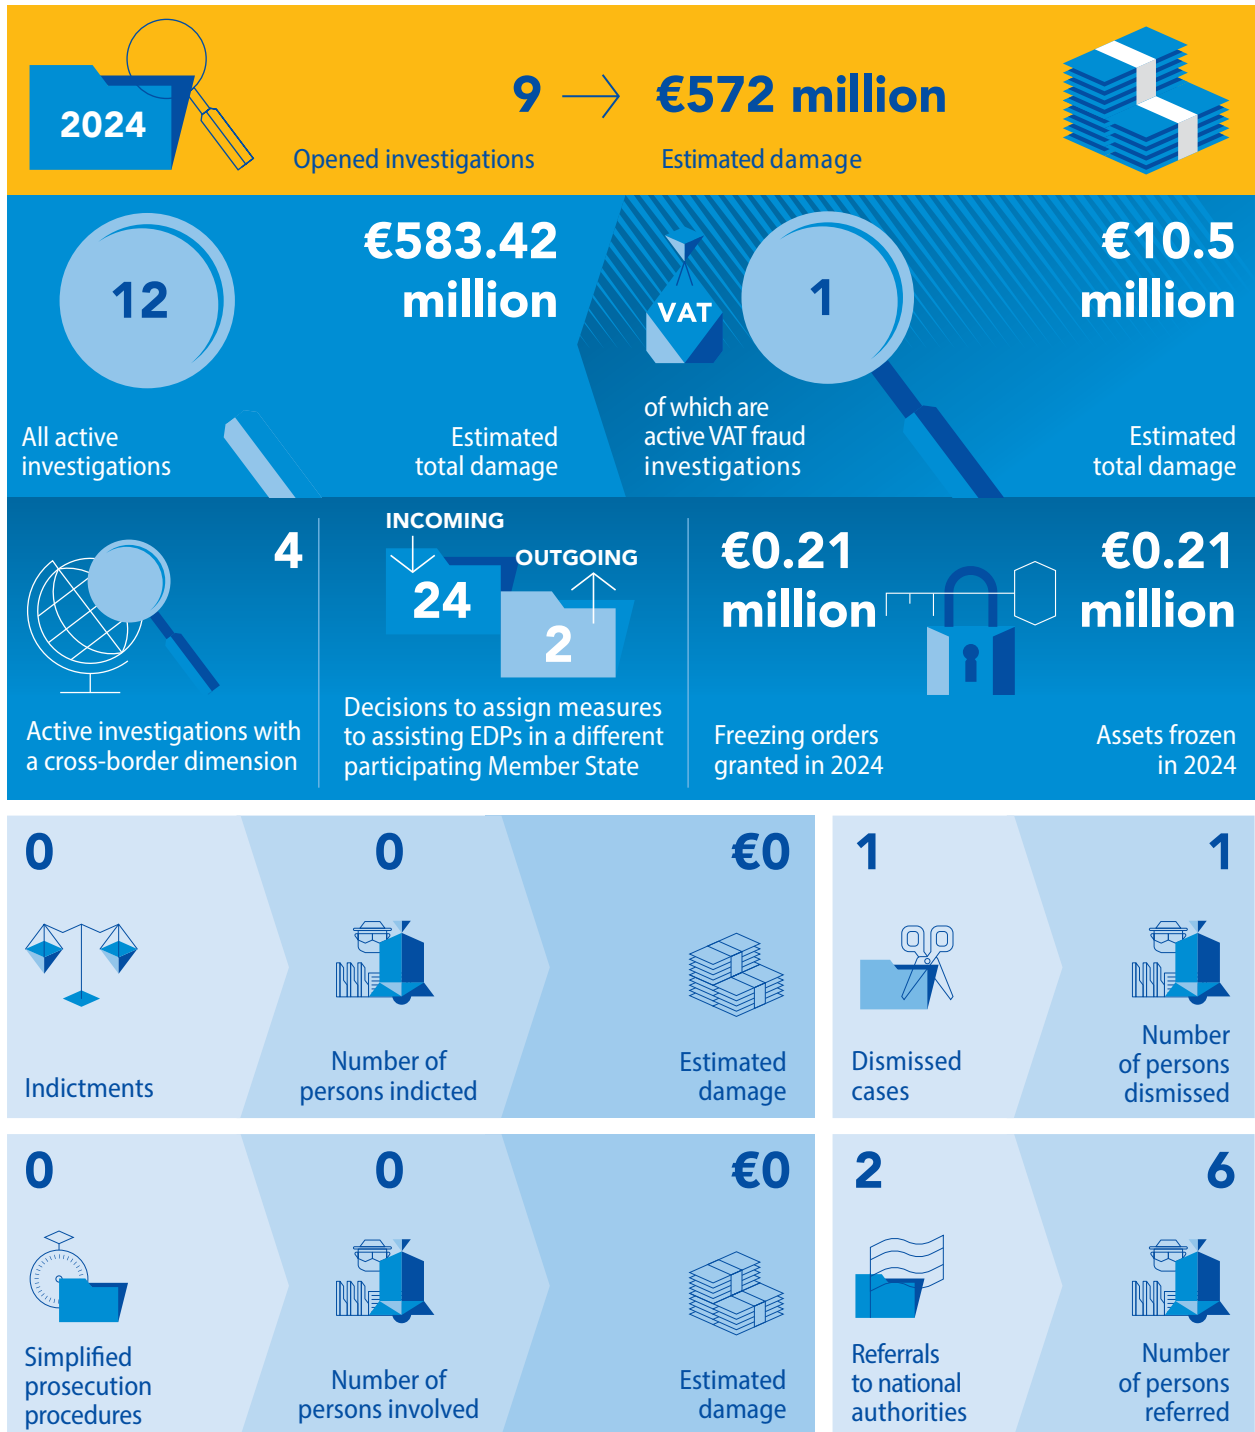 2024
9 → €572 million
Opened investigations
Estimated damage
12
€583.42
million
All active
investigations
Estimated
total damage
VAT
1
€10.5
million
of which are
active VAT fraud
investigations
Estimated
total damage
4
Active investigations with
a cross-border dimension
INCOMING
24
OUTGOING
2
Decisions to assign measures
to assisting EDPs in a different
participating Member State
€0.21
million
Freezing orders
granted in 2024
€0.21
million
Assets frozen
in 2024
0
Indictments
0
Number of
persons indicted
€0
Estimated
damage
1
Dismissed
cases
1
Number
of persons
dismissed
0
Simplified
prosecution
procedures
0
Number of
persons involved
€0
Estimated
damage
2
Referrals
to national
authorities
6
Number
of persons
referred